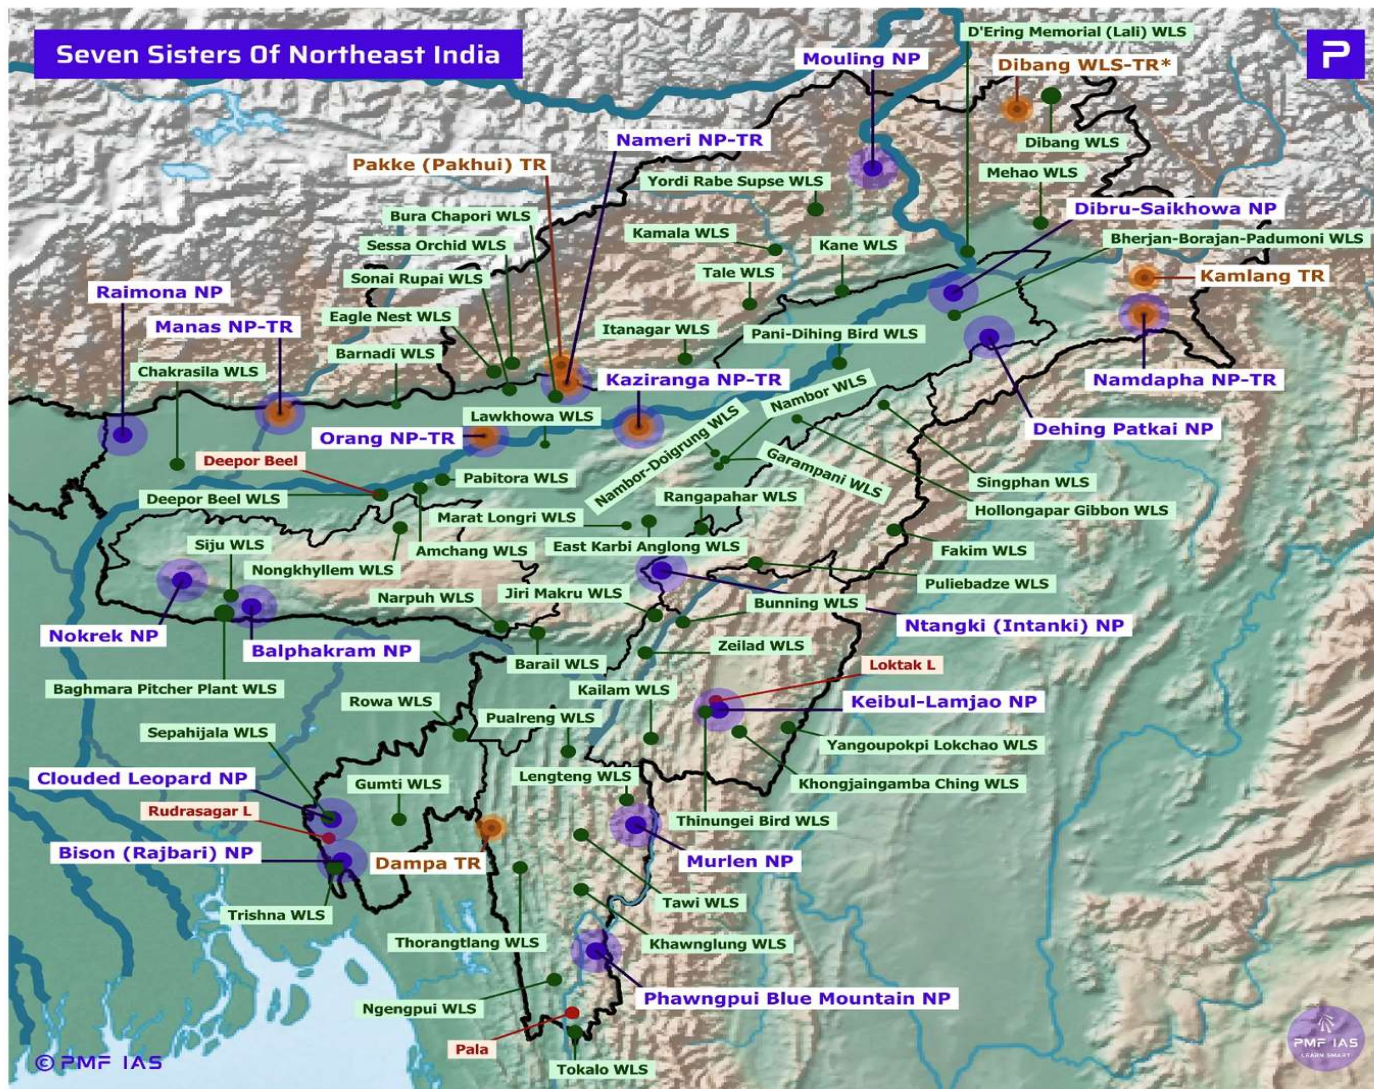 Seven Sisters Of Northeast India
P
D'Ering Memorial (Lali) WLS
Mouling NP
Dibang WLS-TR*
Dibang WLS
Nameri NP-TR
Pakke (Pakhui) TR
Mehao WLS
Yordi Rabe Supse WLS
Dibru-Saikhowa NP
Bura Chapori WLS
Kamala WLS
Kane WLS
Bherjan-Borajan-Padumoni WLS
Sessa Orchid WLS
Tale WLS
Kamlang TR
Sonai Rupai WLS
Raimona NP
Eagle Nest WLS
Manas NP-TR
Itanagar WLS
Pani-Dihing Bird WLS
Barnadi WLS
Chakrasila WLS
Kaziranga NP-TR
Nambor WLS
Namdapha NP-TR
Lawkhowa WLS
Orang NP-TR
Dehing Patkai NP
Nambor-Doigrung WLS
Garampani WLS
Deepor Beel
Pabitora WLS
Singphan WLS
Deepor Beel WLS
Rangapahar WLS
Hollongapar Gibbon WLS
Marat Longri WLS
Siju WLS
Amchang WLS
East Karbi Anglong WLS
Fakim WLS
Nongkhyllem WLS
Puliebadze WLS
Narpuh WLS
Jiri Makru WLS
Bunning WLS
Ntangki (Intanki) NP
Nokrek NP
Balphakram NP
Zeilad WLS
Barail WLS
Loktak L
Baghmara Pitcher Plant WLS
Kailam WLS
Rowa WLS
Keibul-Lamjao NP
Pualreng WLS
Sepahijala WLS
Yangoupokpi Lokchao WLS
Clouded Leopard NP
Gumti WLS
Lengteng WLS
Khongjaingamba Ching WLS
Rudrasagar L
Thinungei Bird WLS
Bison (Rajbari) NP
Dampa TR
Murlen NP
Tawi WLS
Trishna WLS
Thorangtlang WLS
Khawnglung WLS
Phawngpui Blue Mountain NP
Ngengpui WLS
Pala
Tokalo WLS
© PMF IAS
PMF IAS
LEARN SMART